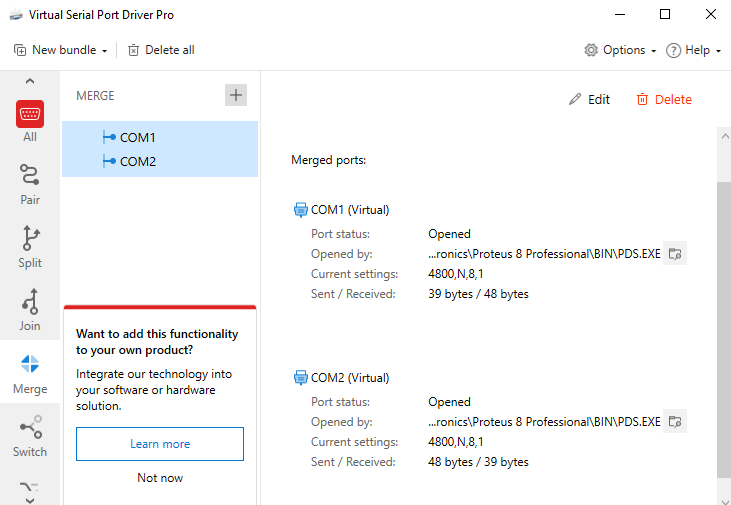 Virtual Serial Port Driver Pro
New bundle
Delete all
Options
Help
All
Pair
Split
Join
Merge
Switch
MERGE
COM1
COM2
Want to add this functionality
to your own product?
Integrate our technology into
your software or hardware
solution.
Learn more
Not now
Edit
Delete
Merged ports:
COM1 (Virtual)
Port status: Opened
Opened by: ...ronics\Proteus 8 Professional\BIN\PDS.EXE
Current settings: 4800,N,8,1
Sent / Received: 39 bytes / 48 bytes
COM2 (Virtual)
Port status: Opened
Opened by: ...ronics\Proteus 8 Professional\BIN\PDS.EXE
Current settings: 4800,N,8,1
Sent / Received: 48 bytes / 39 bytes